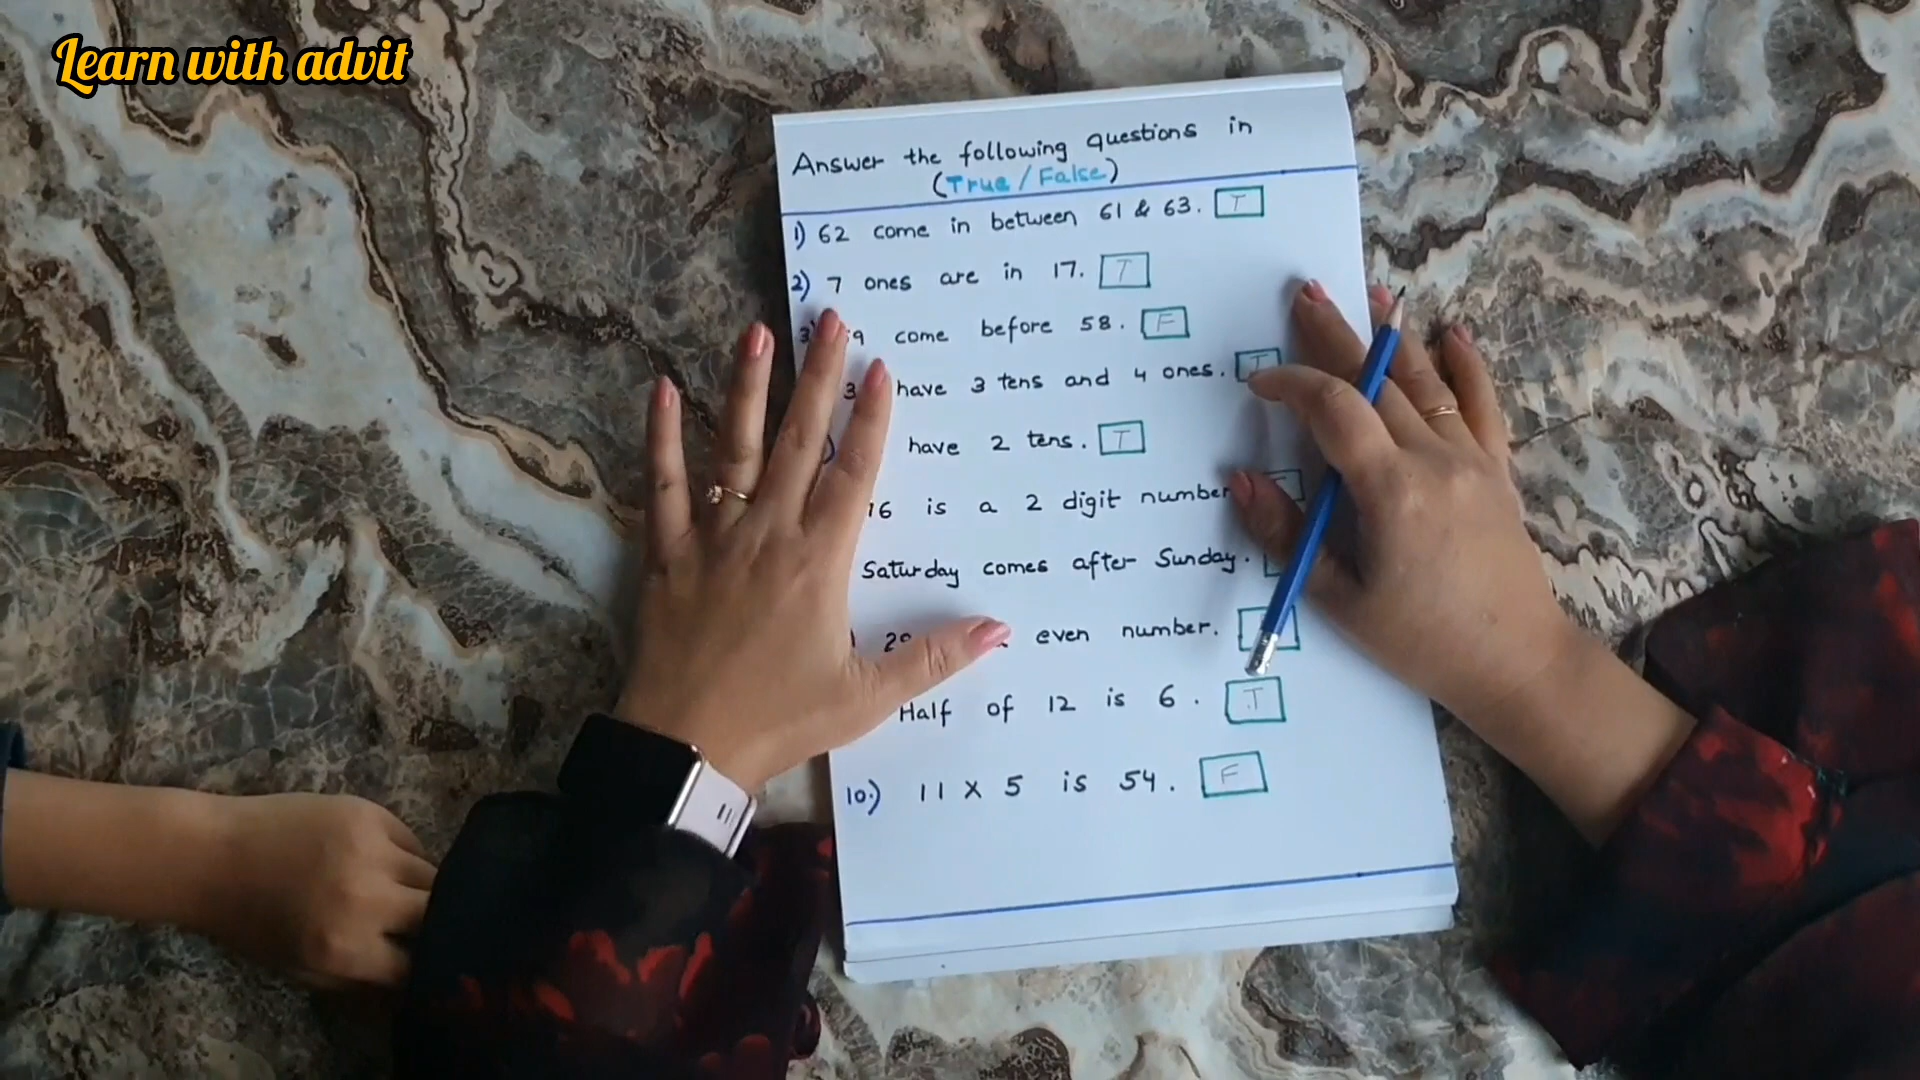 Learn with advit
Answer the following questions in
(True / False)
1) 62 come in between 61 & 63. T
2) 7 ones are in 17. T
come before 58. F
have 3 tens and 4 ones. T
have 2 tens. T
16 is a 2 digit number
Saturday comes after Sunday.
even number.
Half of 12 is 6. T
10.) 11 x 5 is 54. F